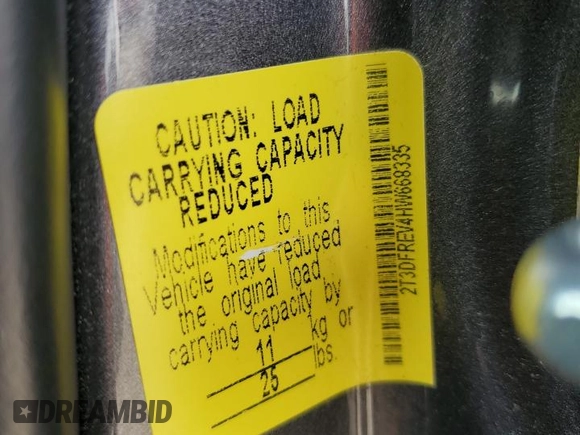 CAUTION: LOAD
CARRYING CAPACITY
REDUCED
Modifications to this
Vehicle have reduced
the original load
carrying capacity by
11 kg or
25 lbs.
2T3DFREV4HW668335
DREAMBID